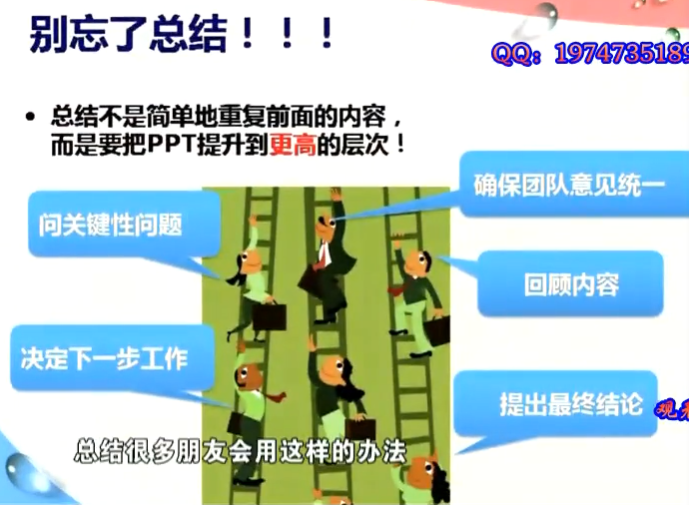 别忘了总结！！！
QQ：1974735189
• 总结不是简单地重复前面的内容，
而是要把PPT提升到更高的层次！
确保团队意见统一
问关键性问题
回顾内容
决定下一步工作
提出最终结论
观
总结很多朋友会用这样的办法